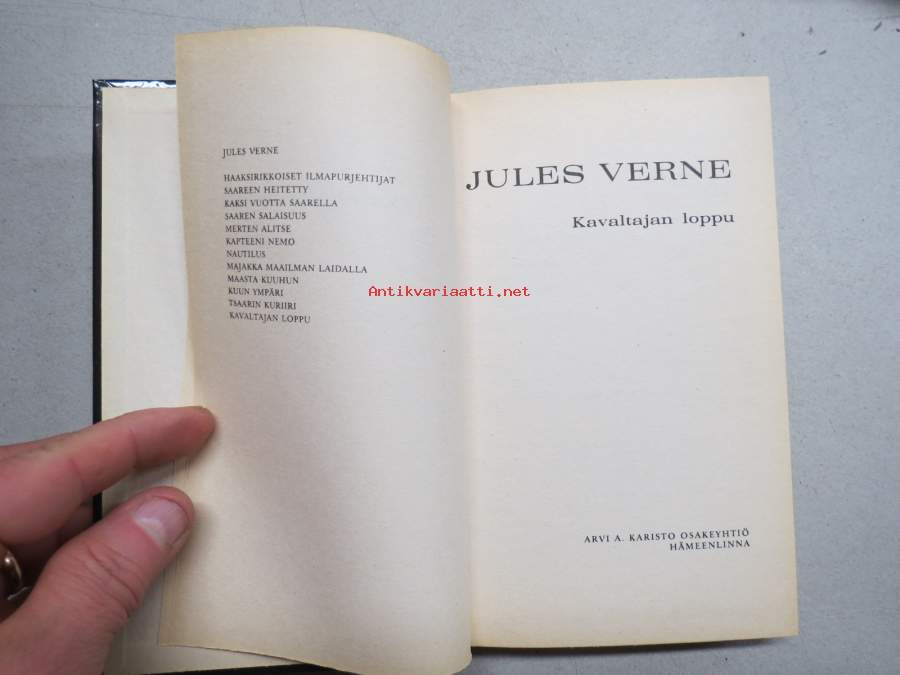 JULES VERNE
HAAKSIRIKKOISET ILMAPURJEHTIJAT
SAAREEN HEITETTY
KAKSI VUOTTA SAARELLA
SAAREN SALAISUUS
MERTEN ALITSE
KAPTEENI NEMO
NAUTILUS
MAJAKKA MAAILMAN LAIDALLA
MAASTA KUUHUN
KUUN YMPÄRI
TSAARIN KURIIRI
KAVALTAJAN LOPPU
JULES VERNE
Kavaltajan loppu
Antikvariaatti.net
ARVI A. KARISTO OSAKEYHTIÖ
HÄMEENLINNA